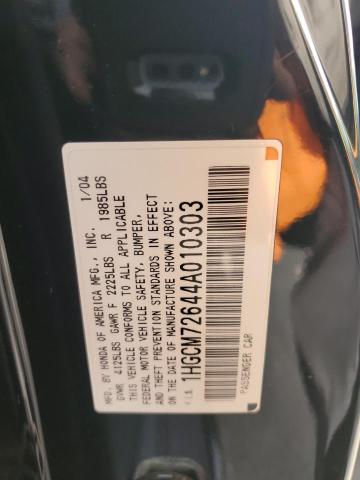 MFD. BY HONDA OF AMERICA MFG., INC. 1/04
GVWR 4125LBS GAWR F 2225LBS R 1985LBS
THIS VEHICLE CONFORMS TO ALL APPLICABLE
FEDERAL MOTOR VEHICLE SAFETY, BUMPER,
AND THEFT PREVENTION STANDARDS IN EFFECT
ON THE DATE OF MANUFACTURE SHOWN ABOVE:
V.I.N. 1HGCM72644A010303
PASSENGER CAR